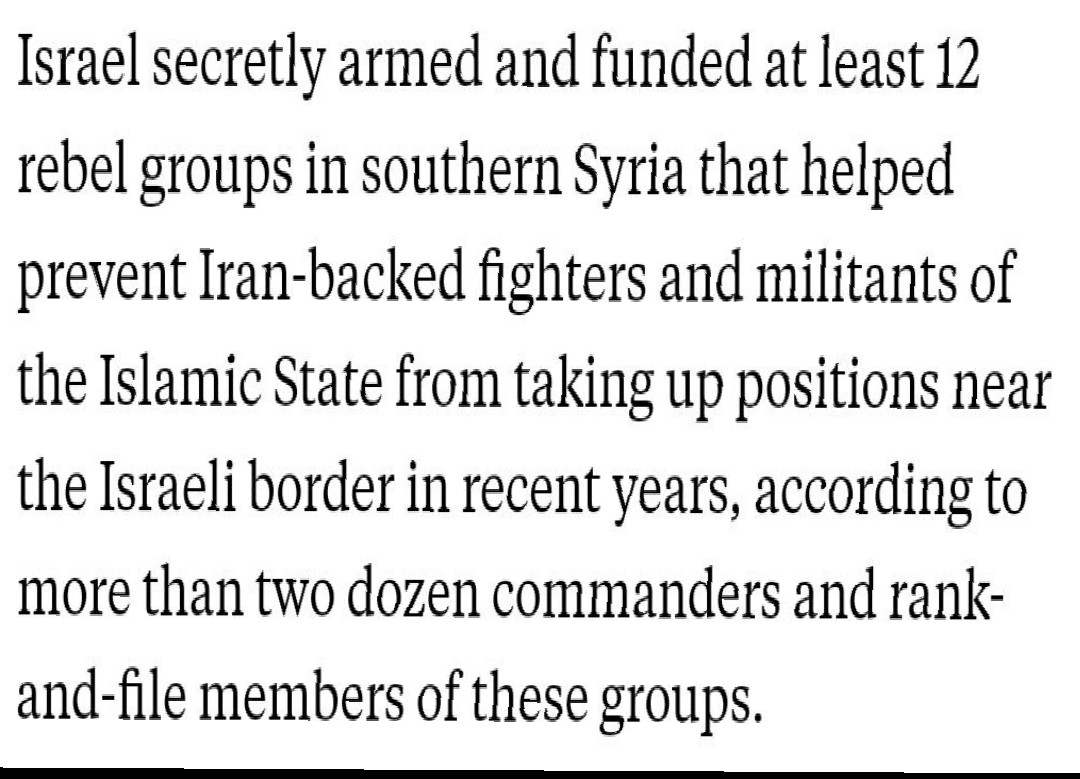 Israel secretly armed and funded at least 12
rebel groups in southern Syria that helped
prevent Iran-backed fighters and militants of
the Islamic State from taking up positions near
the Israeli border in recent years, according to
more than two dozen commanders and rank-
and-file members of these groups.